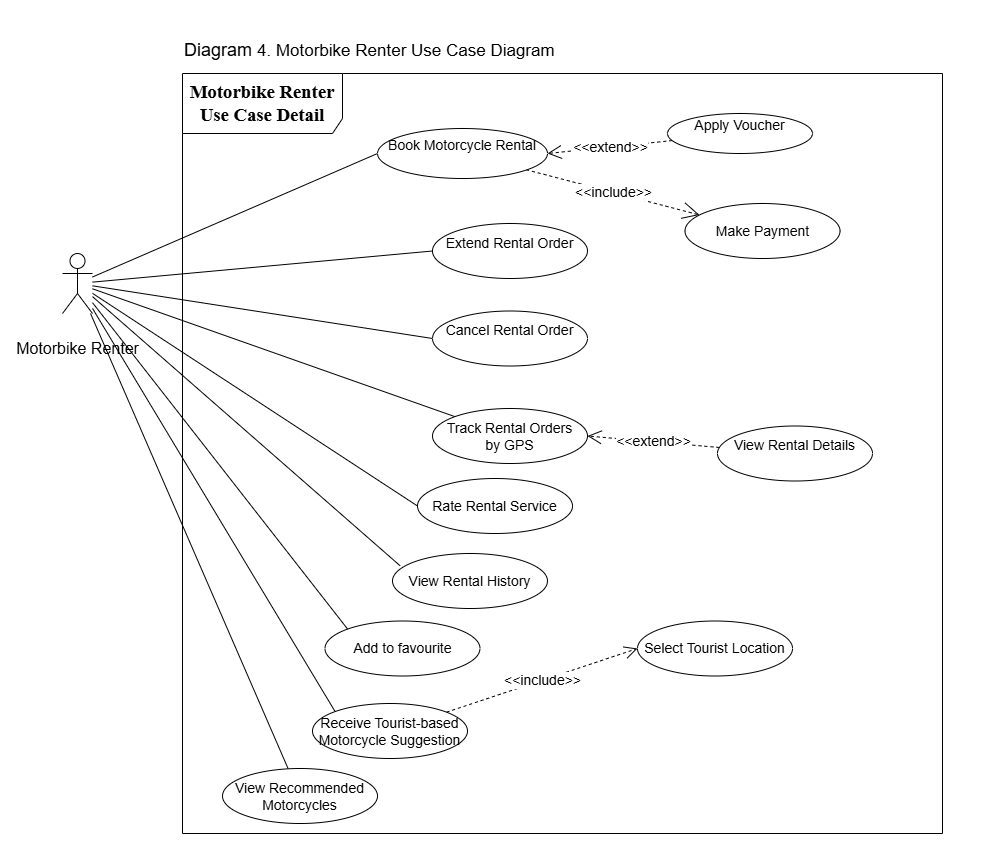 Diagram 4. Motorbike Renter Use Case Diagram
Motorbike Renter
Use Case Detail
Book Motorcycle Rental
<<extend>>
Apply Voucher
<<include>>
Make Payment
Extend Rental Order
Motorbike Renter
Cancel Rental Order
Track Rental Orders
by GPS
<<extend>>
View Rental Details
Rate Rental Service
View Rental History
Add to favourite
Select Tourist Location
<<include>>
Receive Tourist-based
Motorcycle Suggestion
View Recommended
Motorcycles